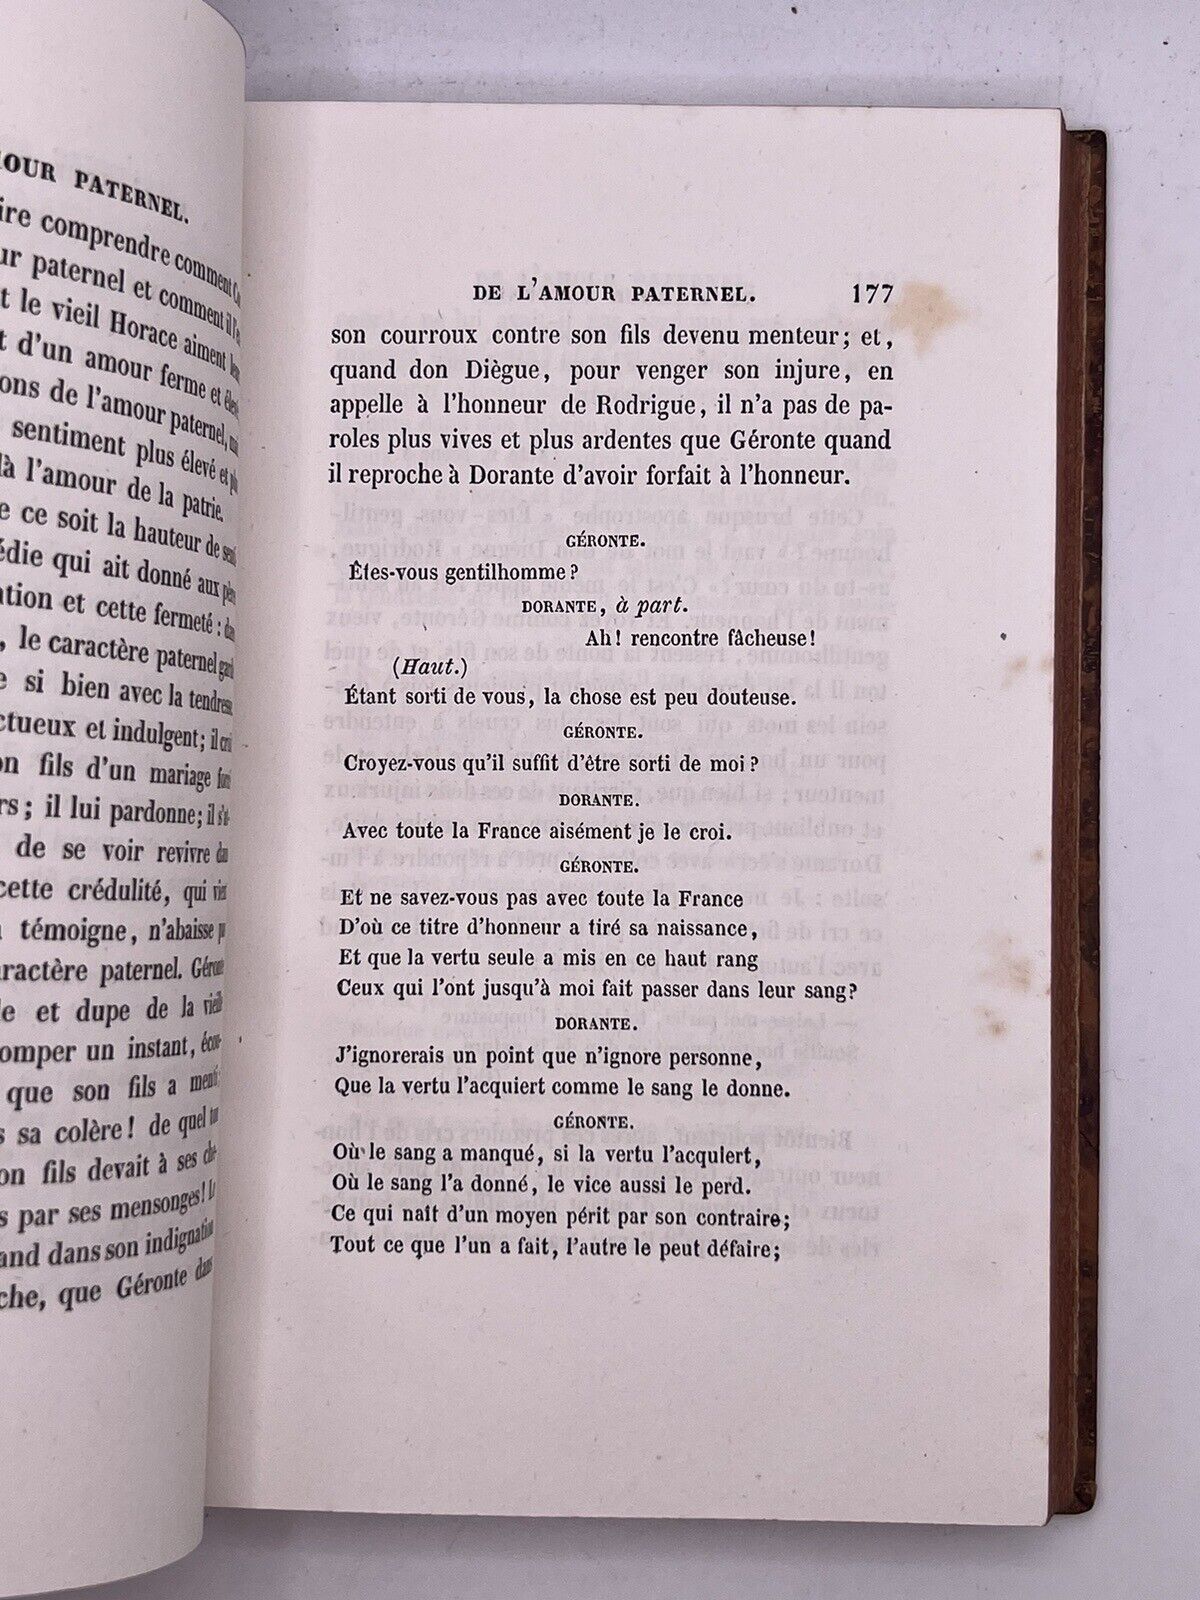 OUR PATERNEL.
ire comprendre comment
ur paternel et comment il
t le vieil Horace aiment
t d'un amour ferme et
ons de l'amour paternel,
sentiment plus élevé et
là l'amour de la patrie.
e ce soit la hauteur de
édie qui ait donné aux
ation et cette fermeté :
, le caractère paternel
e si bien avec la tendresse
ctueux et indulgent; il
on fils d'un mariage
rs; il lui pardonne; il
de se voir revivre
cette crédulité, qui
témoigne, n'abaisse
aractère paternel. Géronte
le et dupe de la vieille
omper un instant,
que son fils a
s sa colère! de quel
on fils devait à ses
s par ses mensonges!
and dans son indignation
che, que Géronte dans
DE L'AMOUR PATERNEL. 177
son courroux contre son fils devenu menteur; et,
quand don Diègue, pour venger son injure, en
appelle à l'honneur de Rodrigue, il n'a pas de pa-
roles plus vives et plus ardentes que Géronte quand
il reproche à Dorante d'avoir forfait à l'honneur.
GÉRONTE.
Êtes-vous gentilhomme?
DORANTE, à part.
Ah! rencontre fâcheuse!
(Haut.)
Étant sorti de vous, la chose est peu douteuse.
GÉRONTE.
Croyez-vous qu'il suffit d'être sorti de moi?
DORANTE.
Avec toute la France aisément je le croi.
GÉRONTE.
Et ne savez-vous pas avec toute la France
D'où ce titre d'honneur a tiré sa naissance,
Et que la vertu seule a mis en ce haut rang
Ceux qui l'ont jusqu'à moi fait passer dans leur sang?
DORANTE.
J'ignorerais un point que n'ignore personne,
Que la vertu l'acquiert comme le sang le donne.
GÉRONTE.
Où le sang a manqué, si la vertu l'acquiert,
Où le sang l'a donné, le vice aussi le perd.
Ce qui naît d'un moyen périt par son contraire;
Tout ce que l'un a fait, l'autre le peut défaire;